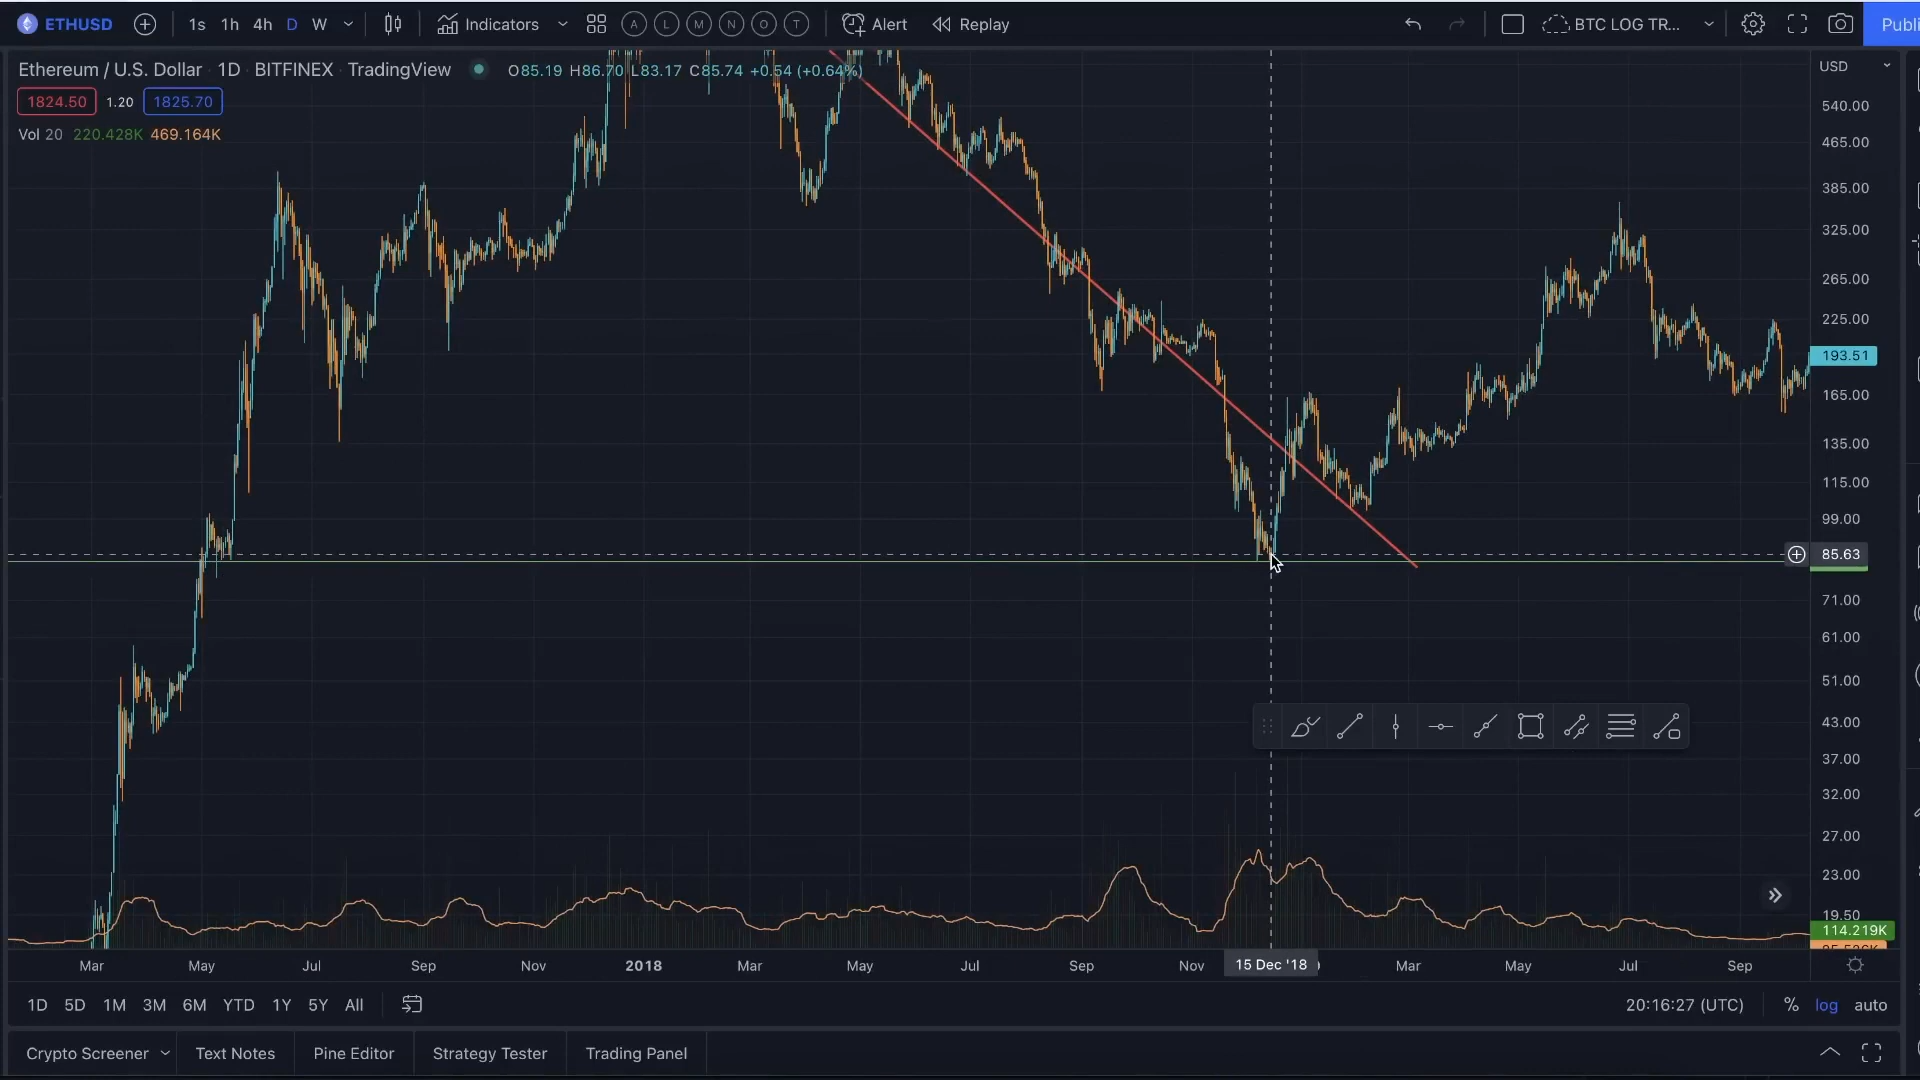 ETHUSD 1s 1h 4h D W Indicators A L M N O T Alert Replay BTC LOG TR... Publi
Ethereum / U.S. Dollar 1D BITFINEX TradingView O85.19 H86.70 L83.17 C85.74 +0.54 (+0.64%) USD
1824.50 1.20 1825.70
Vol 20 220.428K 469.164K
540.00
465.00
385.00
325.00
265.00
225.00
193.51
165.00
135.00
115.00
99.00
85.63
71.00
61.00
51.00
43.00
37.00
32.00
27.00
23.00
19.50
114.219K
Mar May Jul Sep Nov 2018 Mar May Jul Sep Nov 15 Dec '18 Mar May Jul Sep
1D 5D 1M 3M 6M YTD 1Y 5Y All 20:16:27 (UTC) % log auto
Crypto Screener Text Notes Pine Editor Strategy Tester Trading Panel